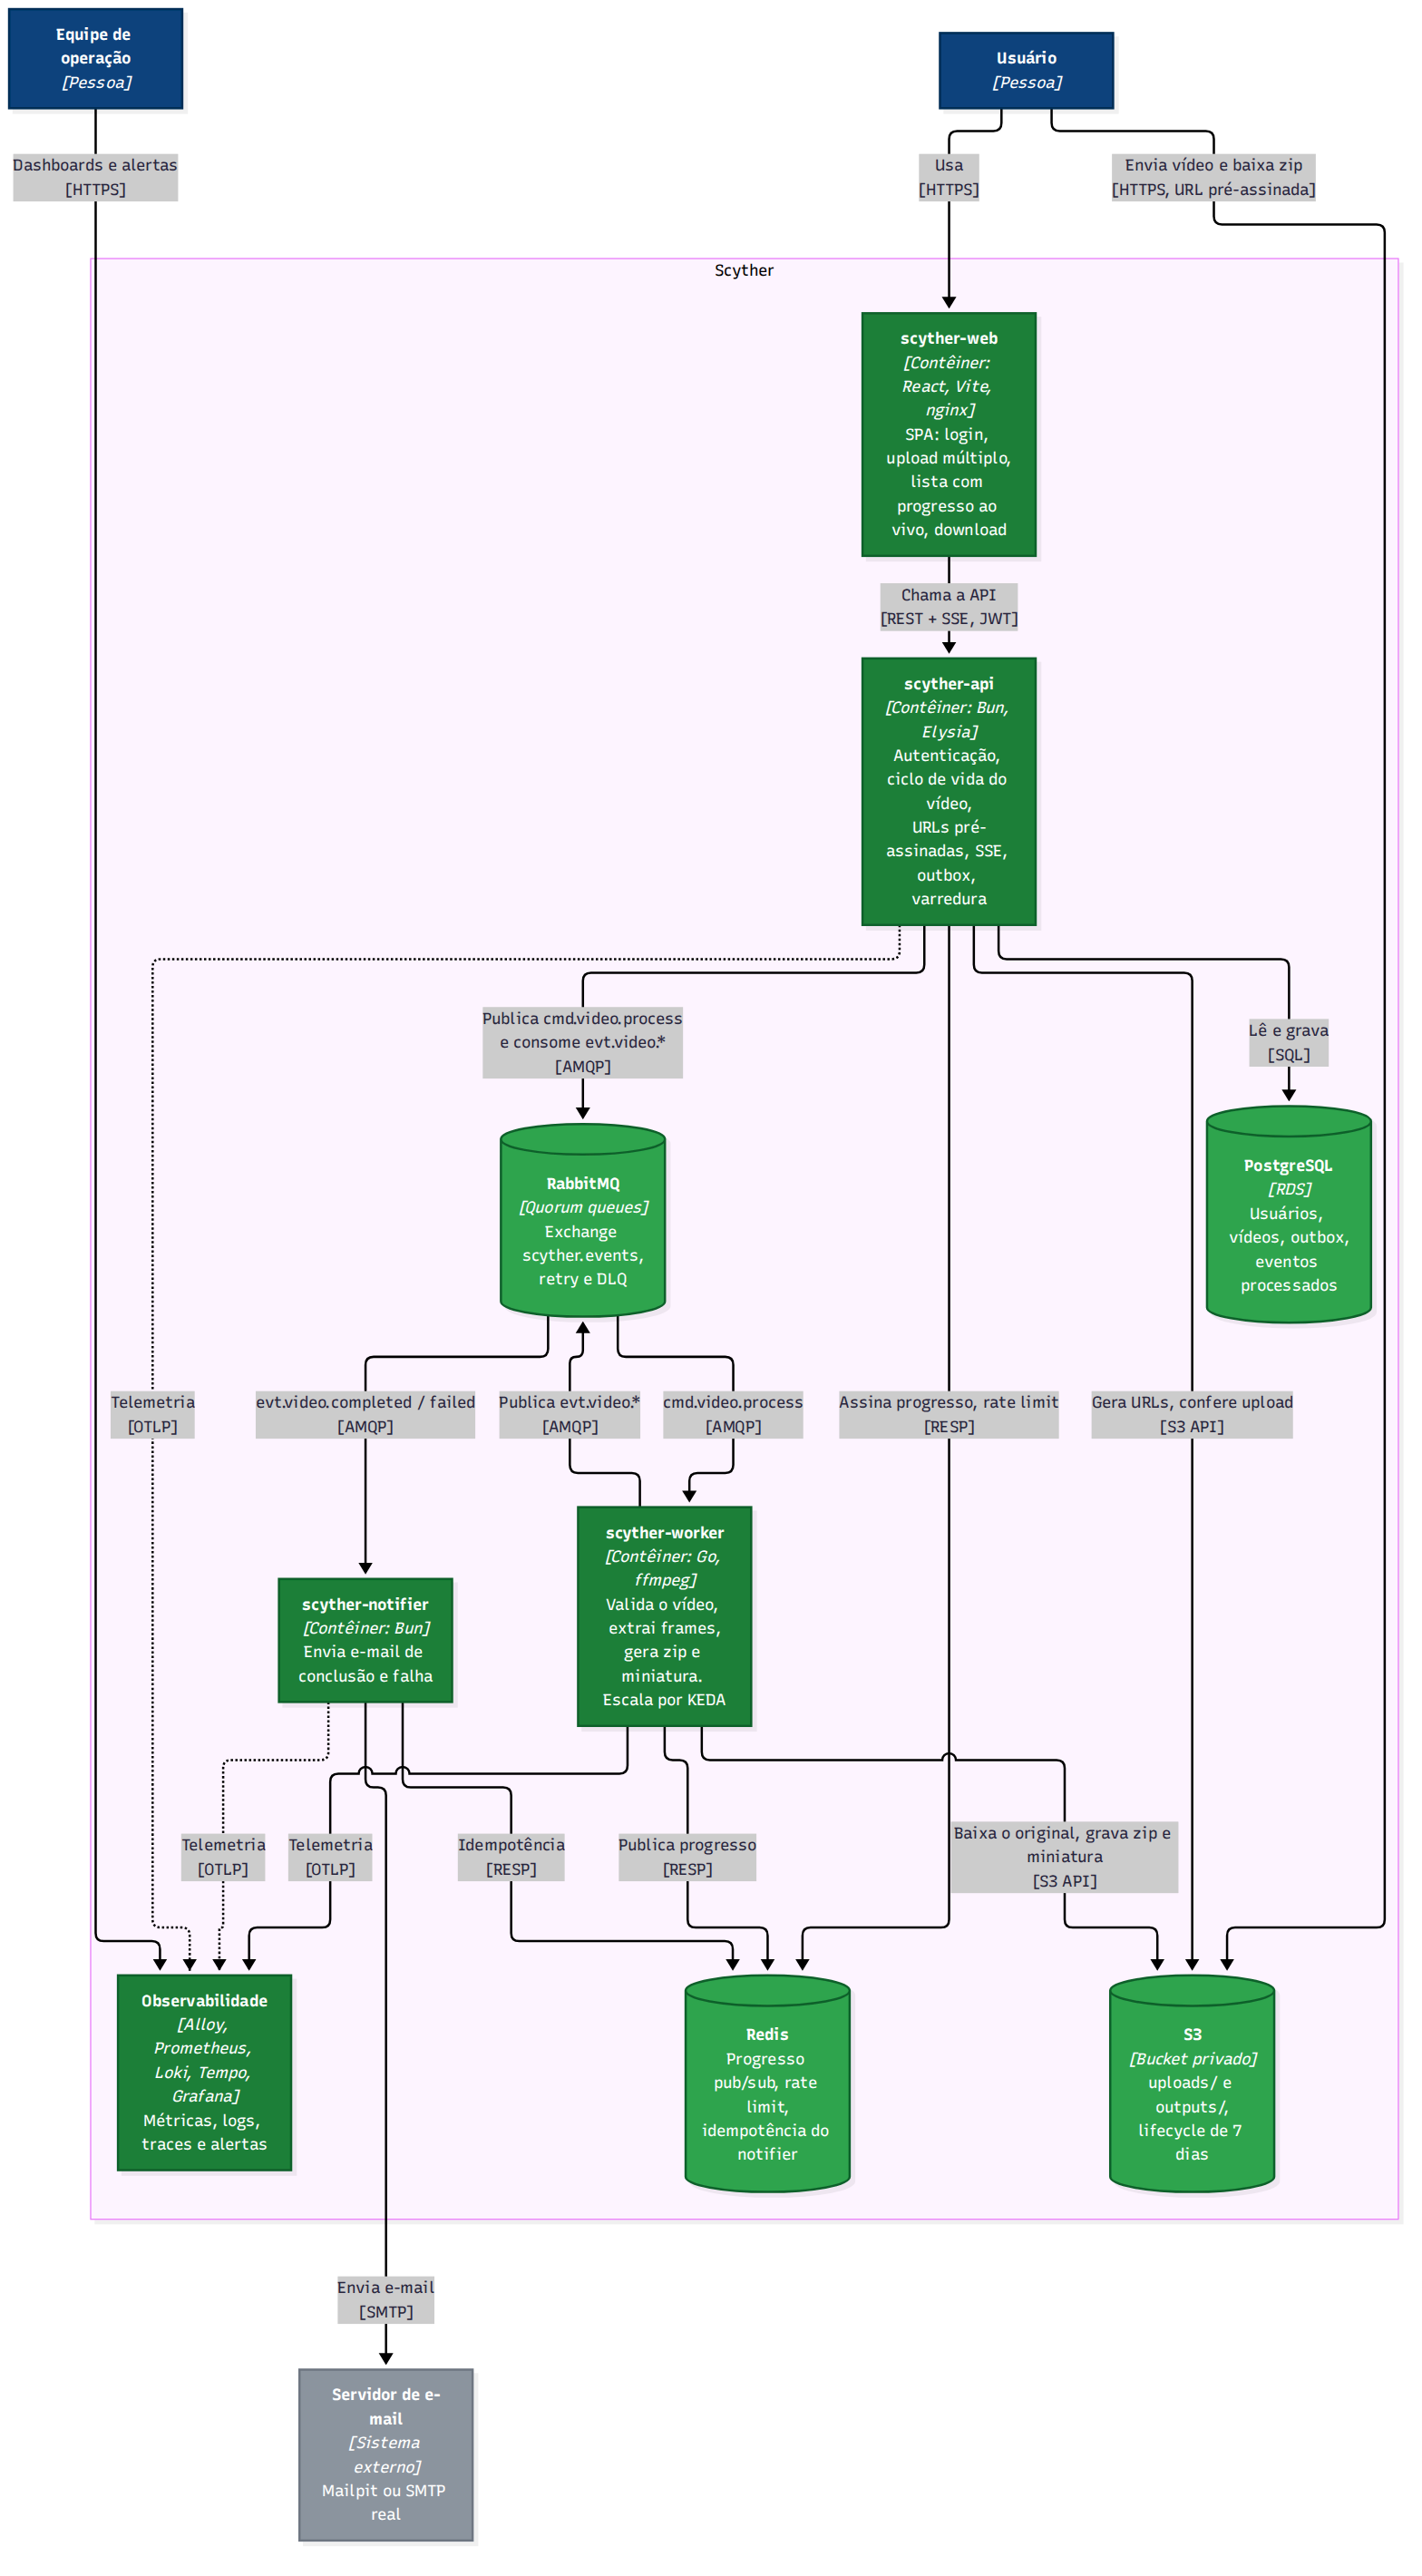 Equipe de
operação
[Pessoa]
Usuário
[Pessoa]
Dashboards e alertas
[HTTPS]
Usa
[HTTPS]
Envia vídeo e baixa zip
[HTTPS, URL pré-assinada]
Scyther
scyther-web
[Contêiner:
React, Vite,
nginx]
SPA: login,
upload múltiplo,
lista com
progresso ao
vivo, download
Chama a API
[REST + SSE, JWT]
scyther-api
[Contêiner: Bun,
Elysia]
Autenticação,
ciclo de vida do
vídeo,
URLs pré-
assinadas, SSE,
outbox,
varredura
Publica cmd.video.process
e consome evt.video.*
[AMQP]
Lê e grava
[SQL]
RabbitMQ
[Quorum queues]
Exchange
scyther.events,
retry e DLQ
PostgreSQL
[RDS]
Usuários,
vídeos, outbox,
eventos
processados
Telemetria
[OTLP]
evt.video.completed / failed
[AMQP]
Publica evt.video.*
[AMQP]
cmd.video.process
[AMQP]
Assina progresso, rate limit
[RESP]
Gera URLs, confere upload
[S3 API]
scyther-worker
[Contêiner: Go,
ffmpeg]
Valida o vídeo,
extrai frames,
gera zip e
miniatura.
Escala por KEDA
scyther-notifier
[Contêiner: Bun]
Envia e-mail de
conclusão e falha
Telemetria
[OTLP]
Telemetria
[OTLP]
Idempotência
[RESP]
Publica progresso
[RESP]
Baixa o original, grava zip e
miniatura
[S3 API]
Observabilidade
[Alloy,
Prometheus,
Loki, Tempo,
Grafana]
Métricas, logs,
traces e alertas
Redis
Progresso
pub/sub, rate
limit,
idempotência do
notifier
S3
[Bucket privado]
uploads/ e
outputs/,
lifecycle de 7
dias
Envia e-mail
[SMTP]
Servidor de e-
mail
[Sistema
externo]
Mailpit ou SMTP
real